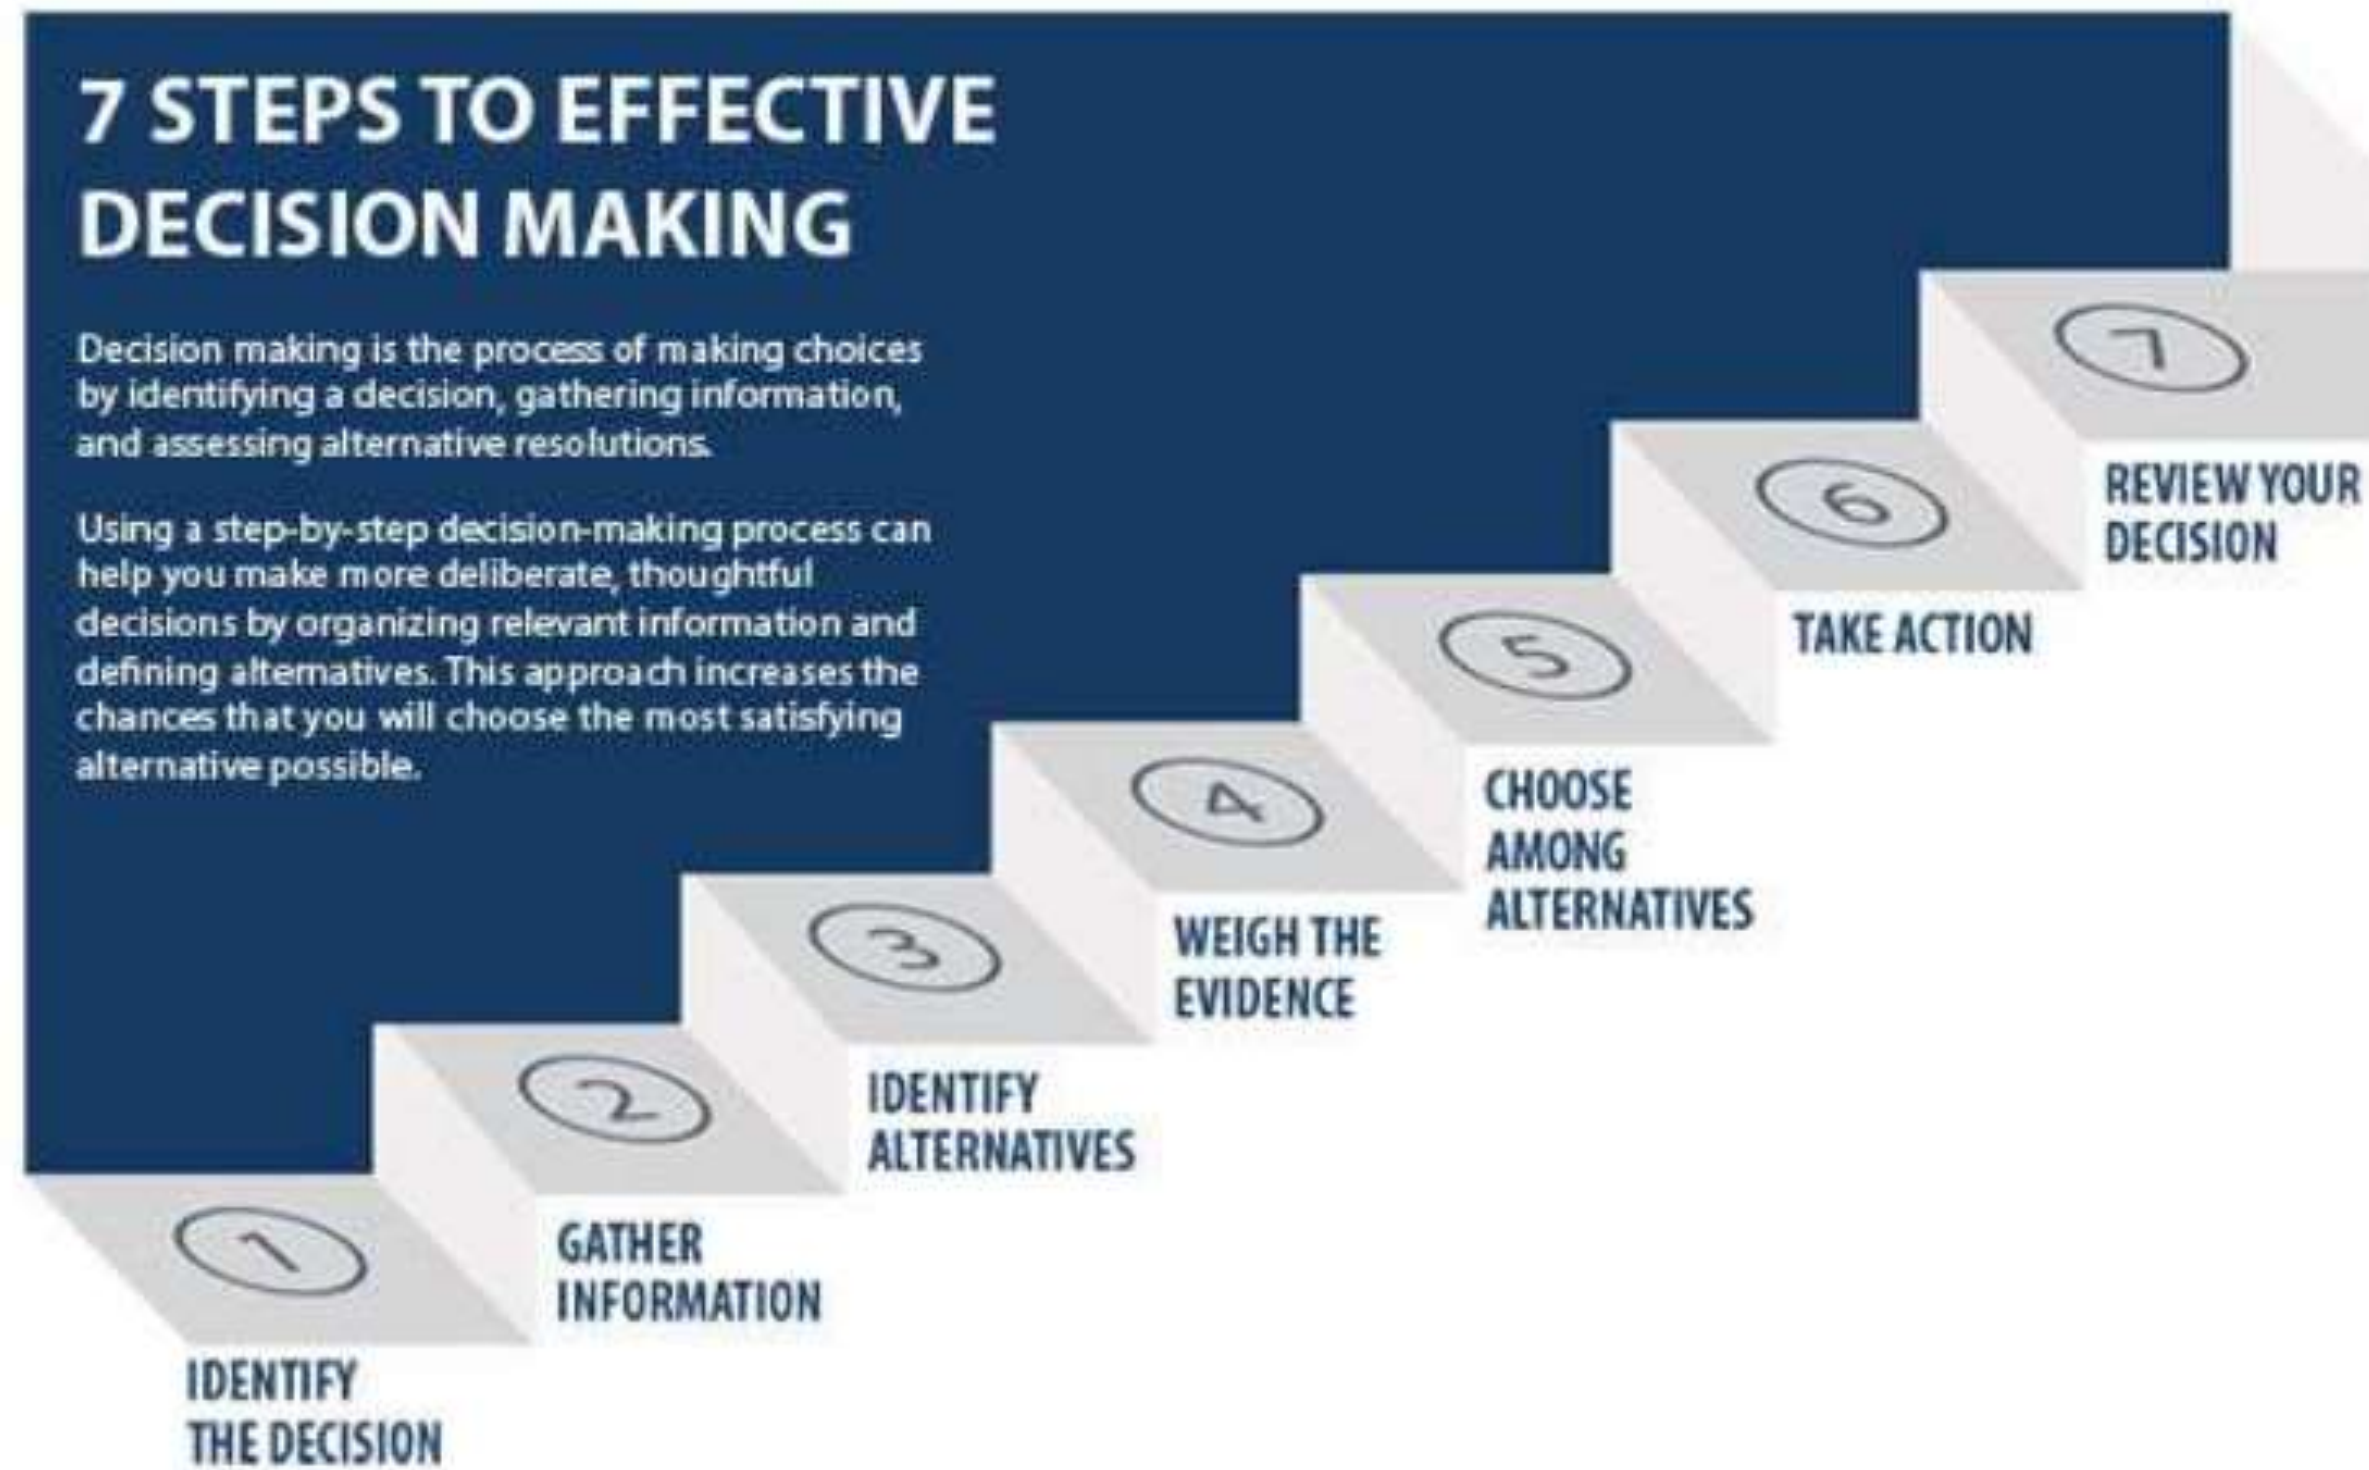 7 STEPS TO EFFECTIVE
DECISION MAKING
Decision making is the process of making choices
by identifying a decision, gathering information,
and assessing alternative resolutions.
Using a step-by-step decision-making process can
help you make more deliberate, thoughtful
decisions by organizing relevant information and
defining alternatives. This approach increases the
chances that you will choose the most satisfying
alternative possible.
1
IDENTIFY
THE DECISION
2
GATHER
INFORMATION
3
IDENTIFY
ALTERNATIVES
4
WEIGH THE
EVIDENCE
5
CHOOSE
AMONG
ALTERNATIVES
6
TAKE ACTION
7
REVIEW YOUR
DECISION